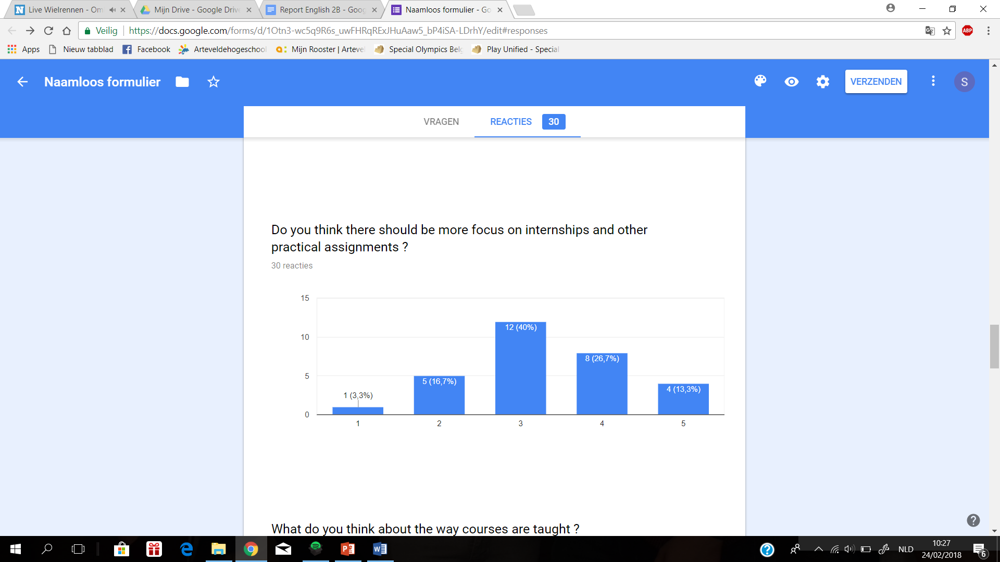 Live Wielrennen - Om
Mijn Drive - Google Drive
Report English 2B - Goog
Naamloos formulier - Go
Veilig
https://docs.google.com/forms/d/1Otn3-wc5q9R6s_uwFHRqRExJHuAaw5_bP4iSA-LDrhY/edit#responses
ABP
Apps
Nieuw tabblad
Facebook
Arteveldehogeschool
Mijn Rooster | Arteve
Special Olympics Belg
Play Unified - Special
Naamloos formulier
VERZENDEN
S
VRAGEN
REACTIES 30
Do you think there should be more focus on internships and other
practical assignments ?
30 reacties
15
10
5
0
1 (3,3%)
5 (16,7%)
12 (40%)
8 (26,7%)
4 (13,3%)
1 2 3 4 5
What do you think about the way courses are taught ?
NLD
10:27
24/02/2018
6